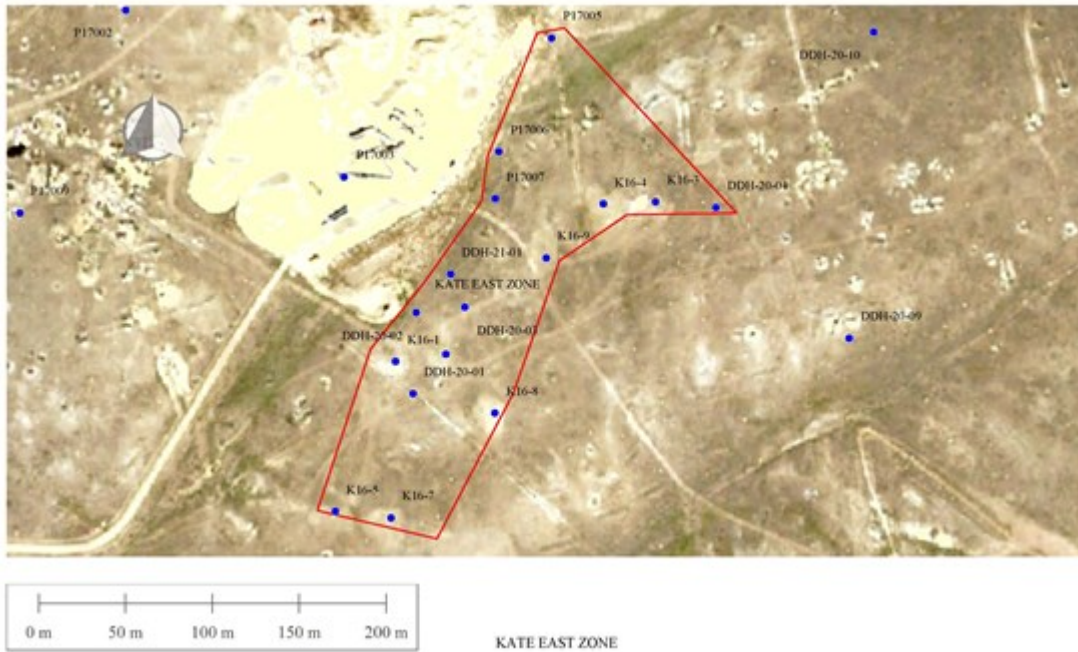 P17005
P17002
DDH-20-10
P17006
P17003
P17009
P17007
K16-4
K16-3
DDH-20-04
K16-9
DDH-21-01
KATE EAST ZONE
DDH-20-03
DDH-20-02
K16-1
DDH-20-09
DDH-20-01
K16-8
K16-5
K16-7
0 m
50 m
100 m
150 m
200 m
KATE EAST ZONE